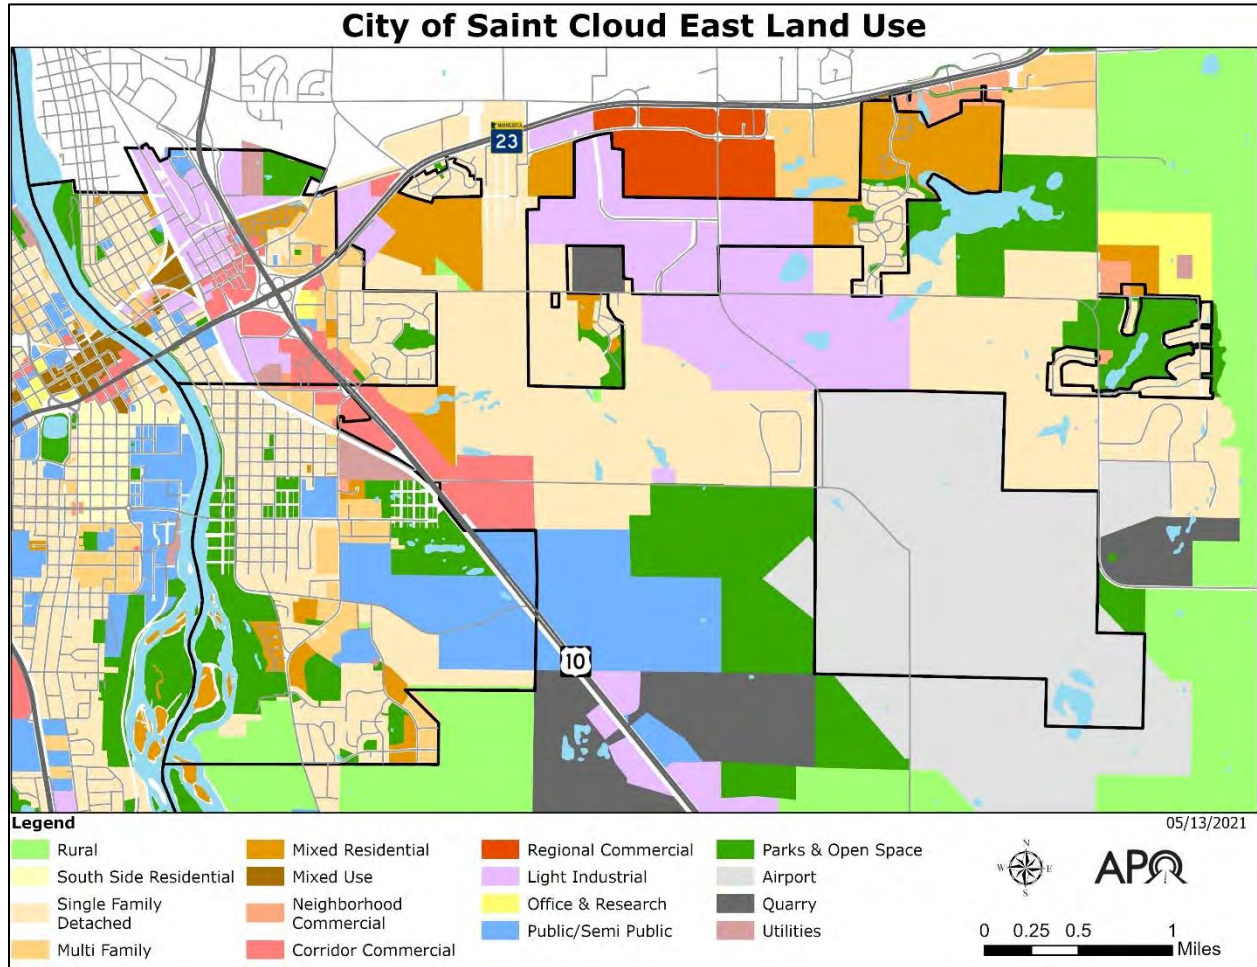 City of Saint Cloud East Land Use
MINNESOTA
23
10
Legend
05/13/2021
Rural
South Side Residential
Single Family
Detached
Multi Family
Mixed Residential
Mixed Use
Neighborhood
Commercial
Corridor Commercial
Regional Commercial
Light Industrial
Office & Research
Public/Semi Public
Parks & Open Space
Airport
Quarry
Utilities
N
W
E
S
APO
0 0.25 0.5 1
Miles